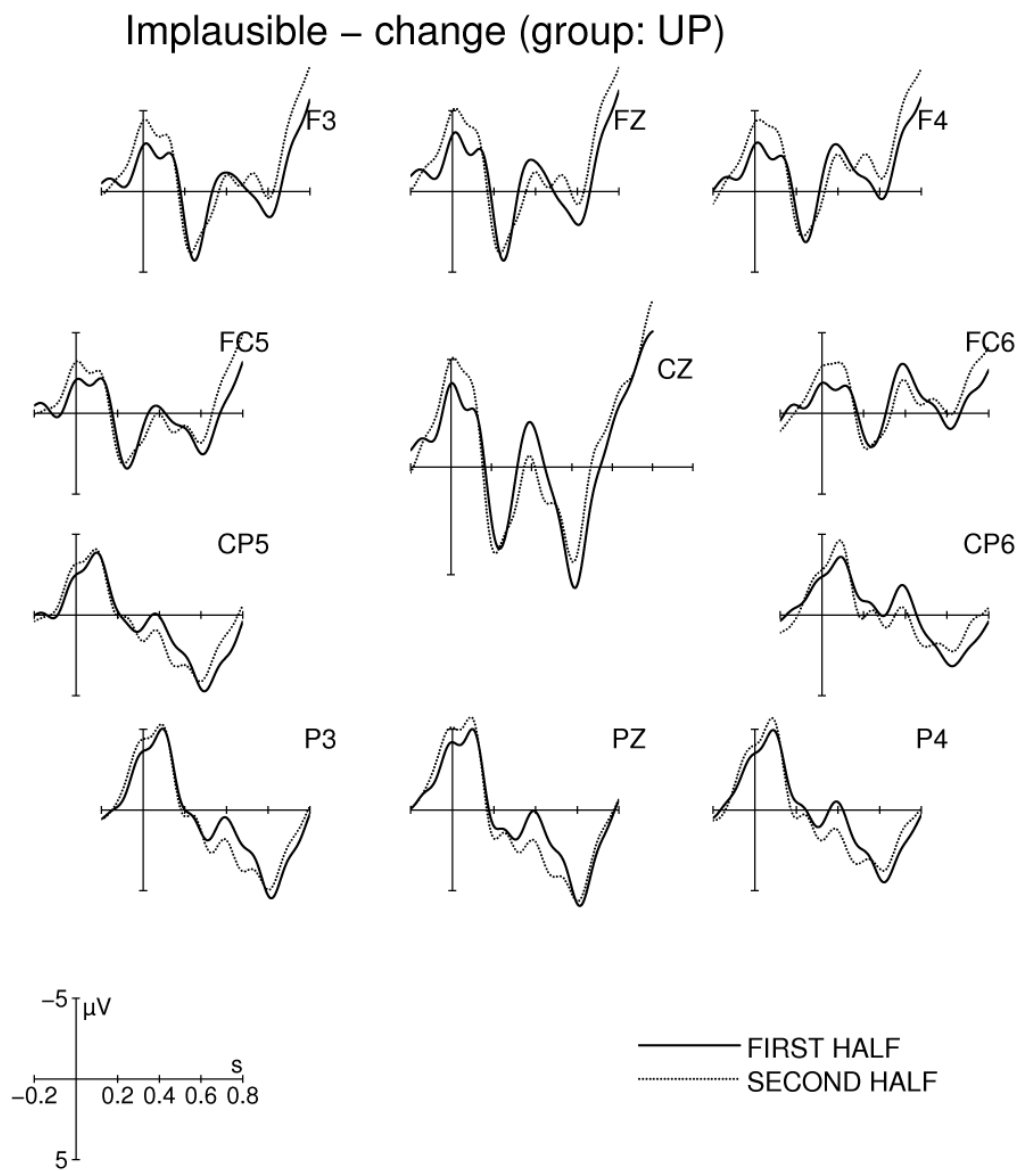 Implausible – change (group: UP)
F3
FZ
F4
FC5
CZ
FC6
CP5
CP6
P3
PZ
P4
−5
µV
s
−0.2 0.2 0.4 0.6 0.8
5
FIRST HALF
SECOND HALF